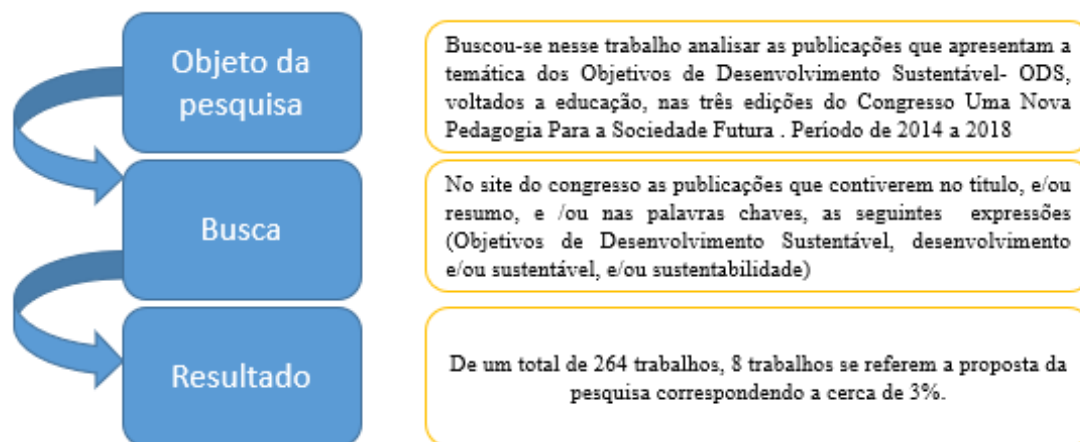 Objeto da
pesquisa
Buscou-se nesse trabalho analisar as publicações que apresentam a
temática dos Objetivos de Desenvolvimento Sustentável- ODS,
voltados a educação, nas três edições do Congresso Uma Nova
Pedagogia Para a Sociedade Futura . Período de 2014 a 2018
Busca
No site do congresso as publicações que contiverem no título, e/ou
resumo, e /ou nas palavras chaves, as seguintes expressões
(Objetivos de Desenvolvimento Sustentável, desenvolvimento
e/ou sustentável, e/ou sustentabilidade)
Resultado
De um total de 264 trabalhos, 8 trabalhos se referem a proposta da
pesquisa correspondendo a cerca de 3%.